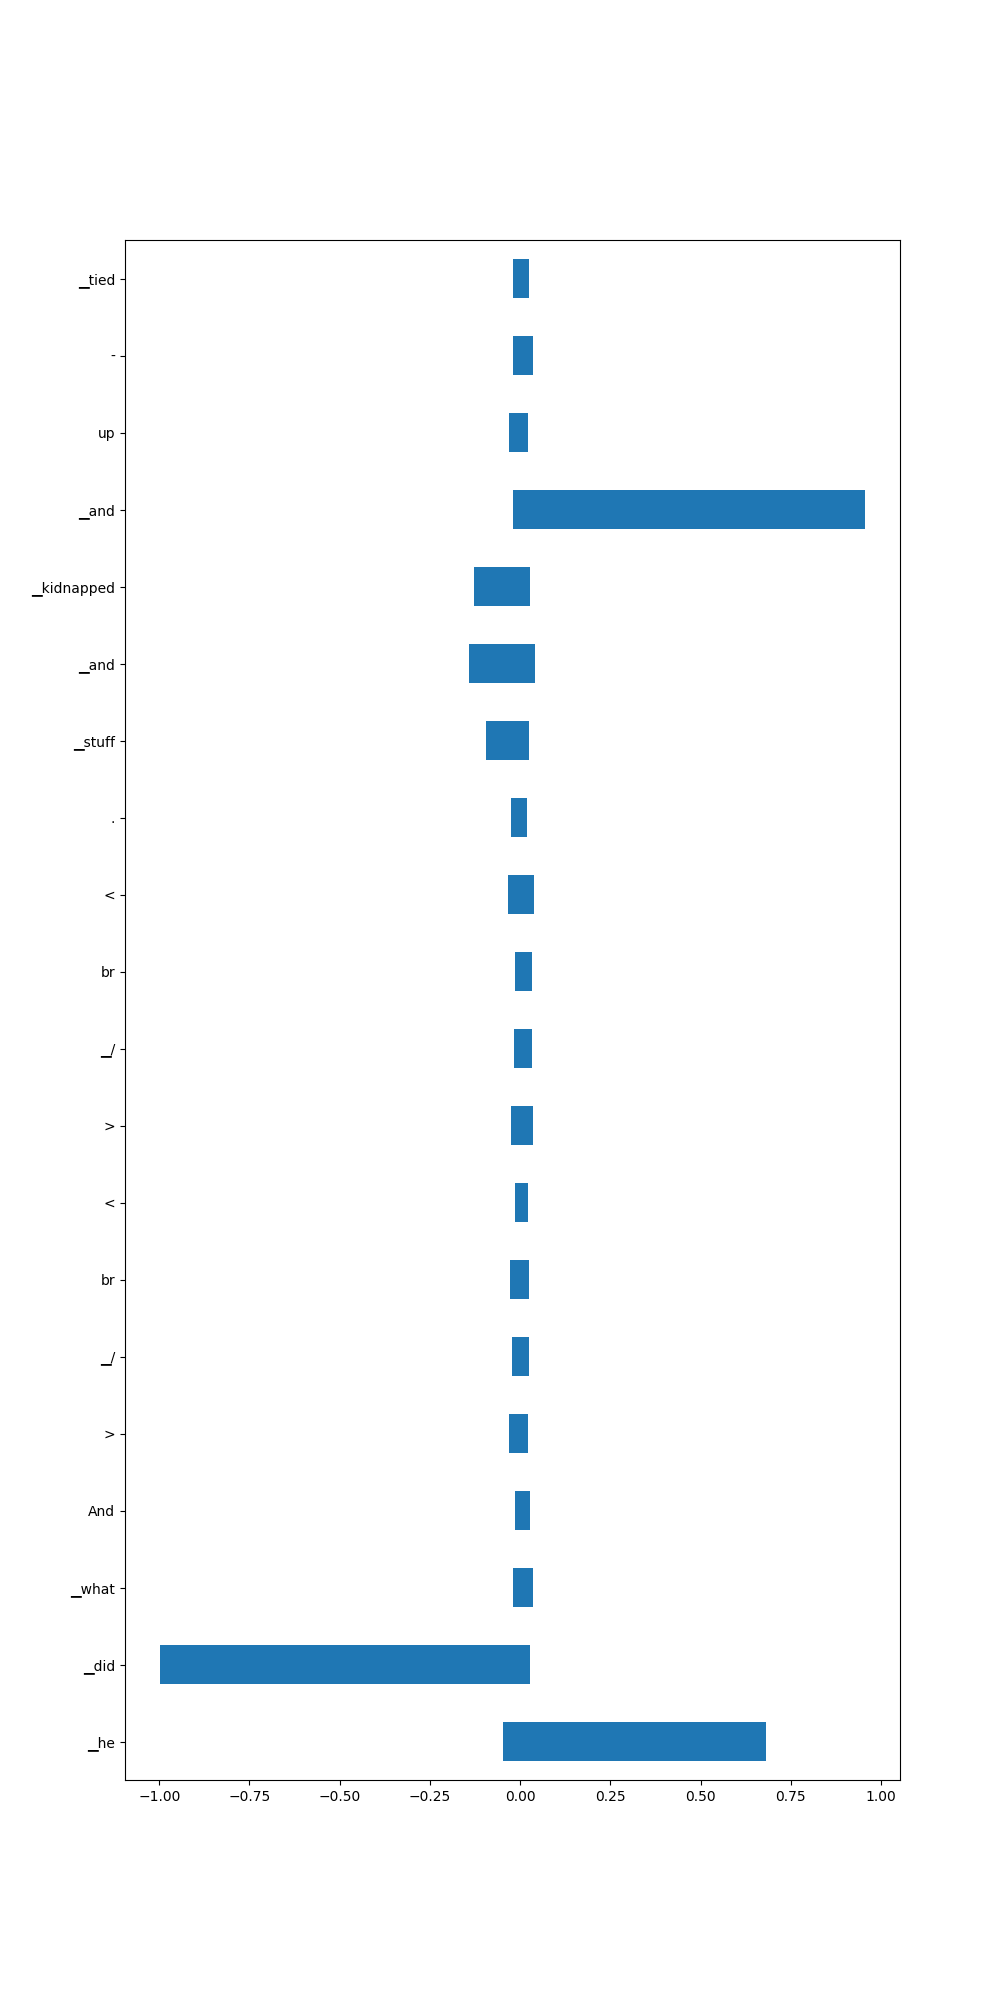 ▁tied
-
up
▁and
▁kidnapped
▁and
▁stuff
.
<
br
▁/
>
<
br
▁/
>
And
▁what
▁did
▁he
−1.00 −0.75 −0.50 −0.25 0.00 0.25 0.50 0.75 1.00